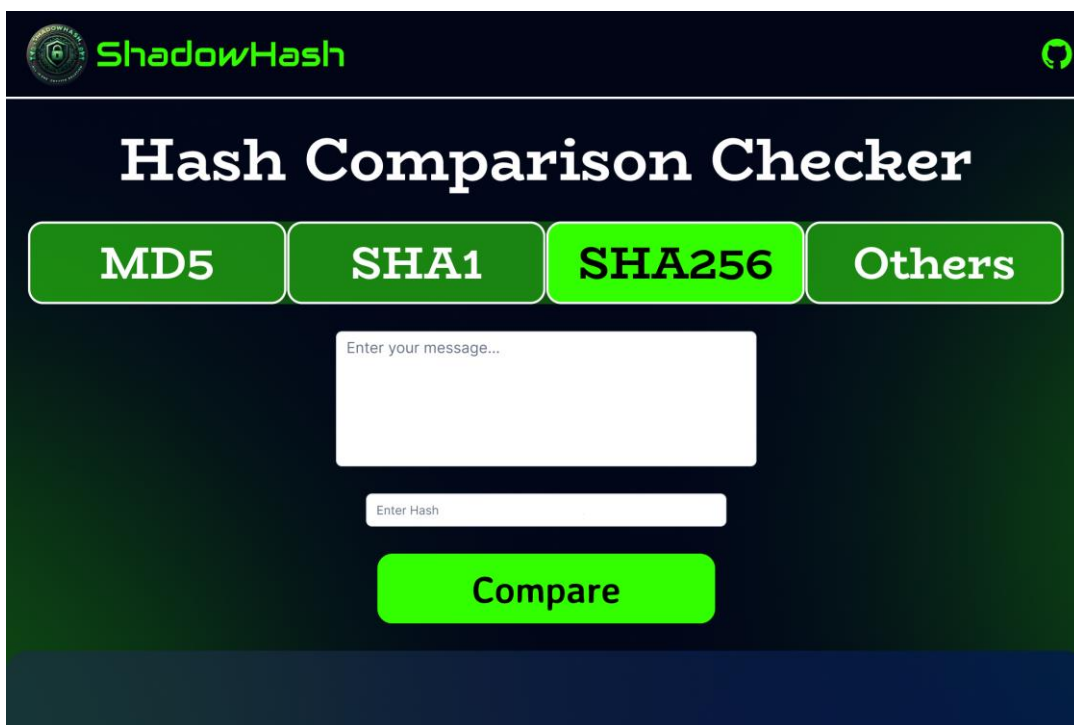 ShadowHash
Hash Comparison Checker
MD5 SHA1 SHA256 Others
Enter your message...
Enter Hash
Compare